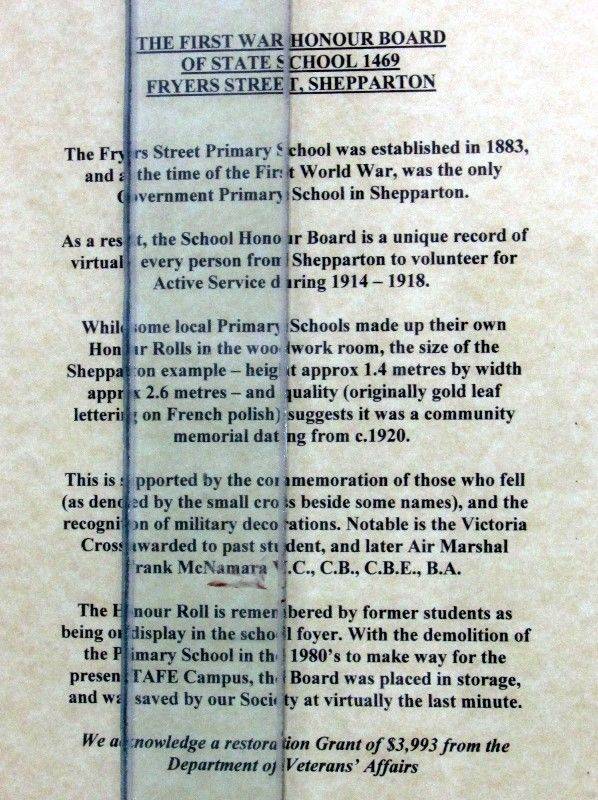 THE FIRST WAR HONOUR BOARD
OF STATE SCHOOL 1469
FRYERS STREET, SHEPPARTON
The Fryers Street Primary School was established in 1883,
and at the time of the First World War, was the only
Government Primary School in Shepparton.
As a result, the School Honour Board is a unique record of
virtually every person from Shepparton to volunteer for
Active Service during 1914 – 1918.
While some local Primary Schools made up their own
Honour Rolls in the woodwork room, the size of the
Shepparton example – height approx 1.4 metres by width
approx 2.6 metres – and quality (originally gold leaf
lettering on French polish) suggests it was a community
memorial dating from c.1920.
This is supported by the commemoration of those who fell
(as denoted by the small cross beside some names), and the
recognition of military decorations. Notable is the Victoria
Cross awarded to past student, and later Air Marshal
Frank McNamara V.C., C.B., C.B.E., B.A.
The Honour Roll is remembered by former students as
being on display in the school foyer. With the demolition of
the Primary School in the 1980's to make way for the
present TAFE Campus, the Board was placed in storage,
and was saved by our Society at virtually the last minute.
We acknowledge a restoration Grant of $3,993 from the
Department of Veterans' Affairs